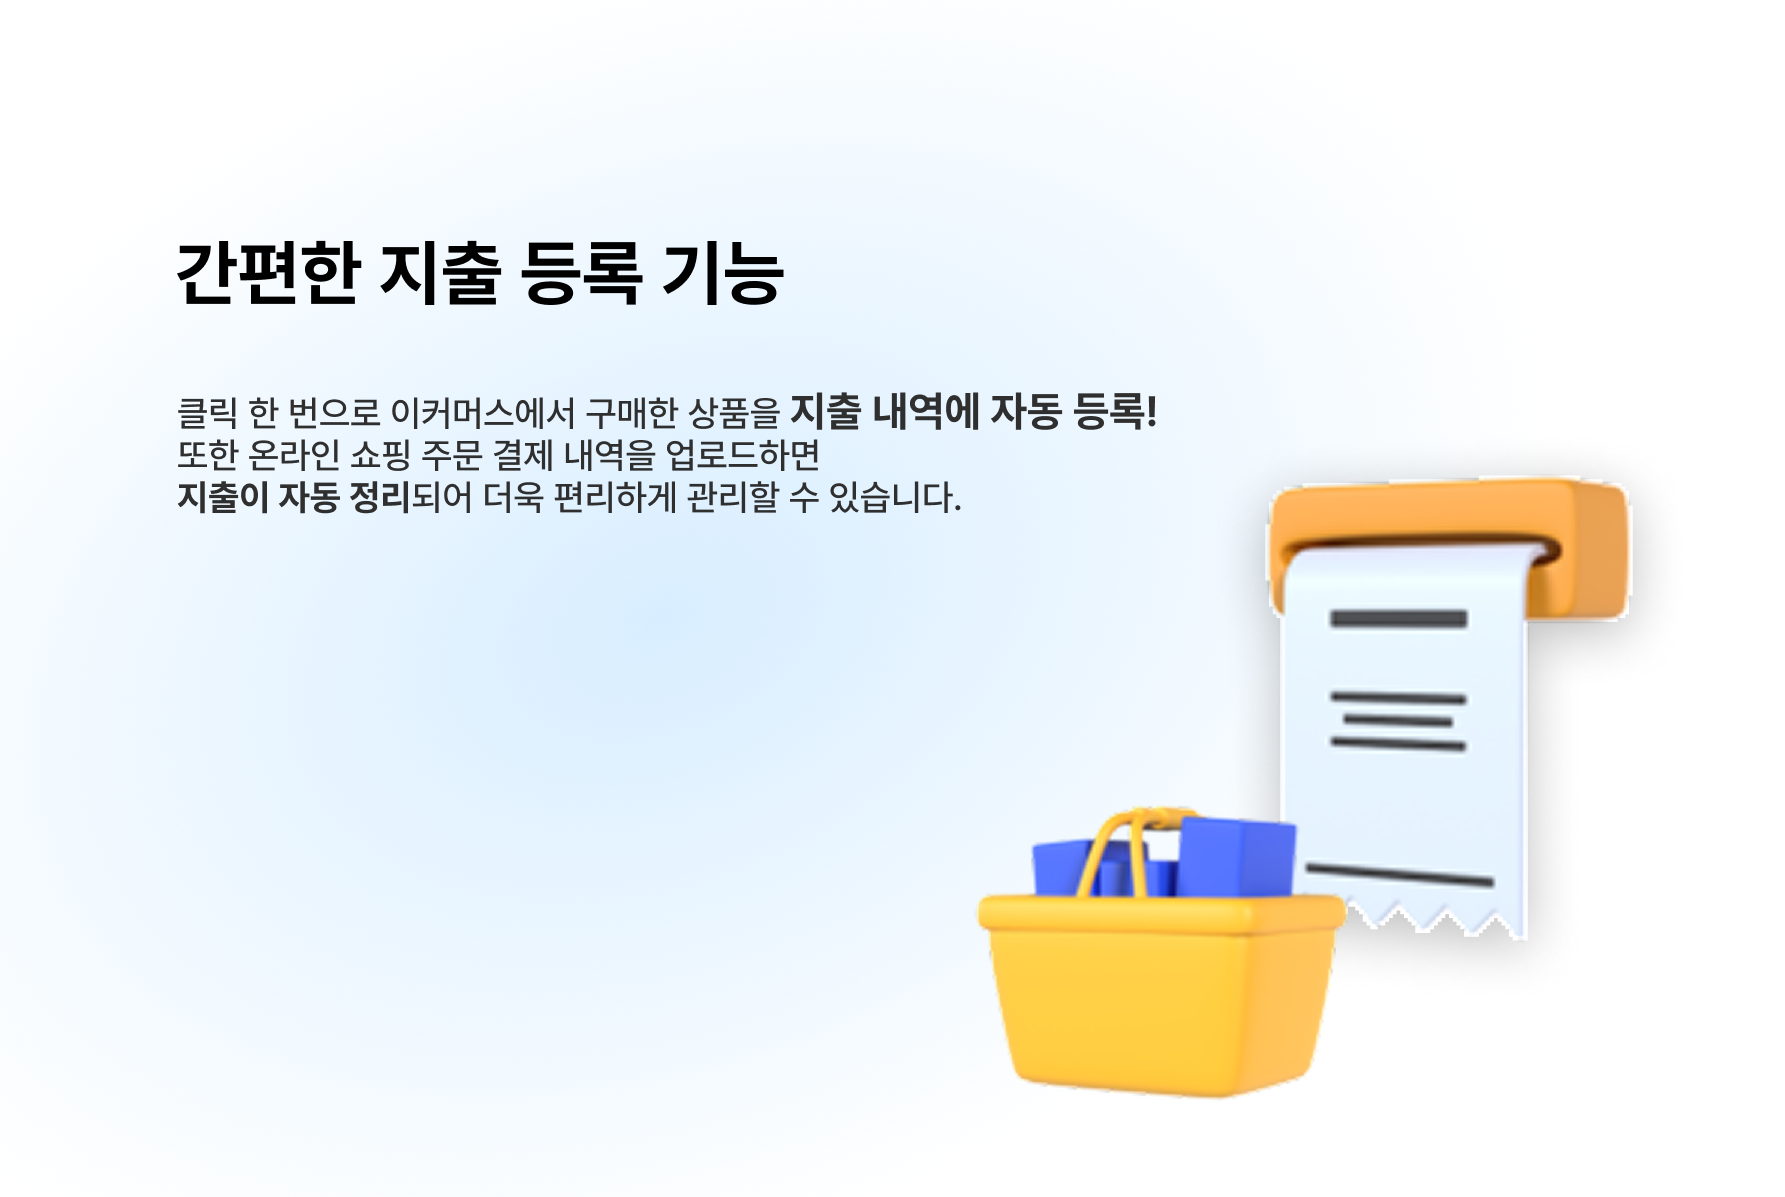 간편한 지출 등록 기능
클릭 한 번으로 이커머스에서 구매한 상품을 지출 내역에 자동 등록!
또한 온라인 쇼핑 주문 결제 내역을 업로드하면
지출이 자동 정리되어 더욱 편리하게 관리할 수 있습니다.